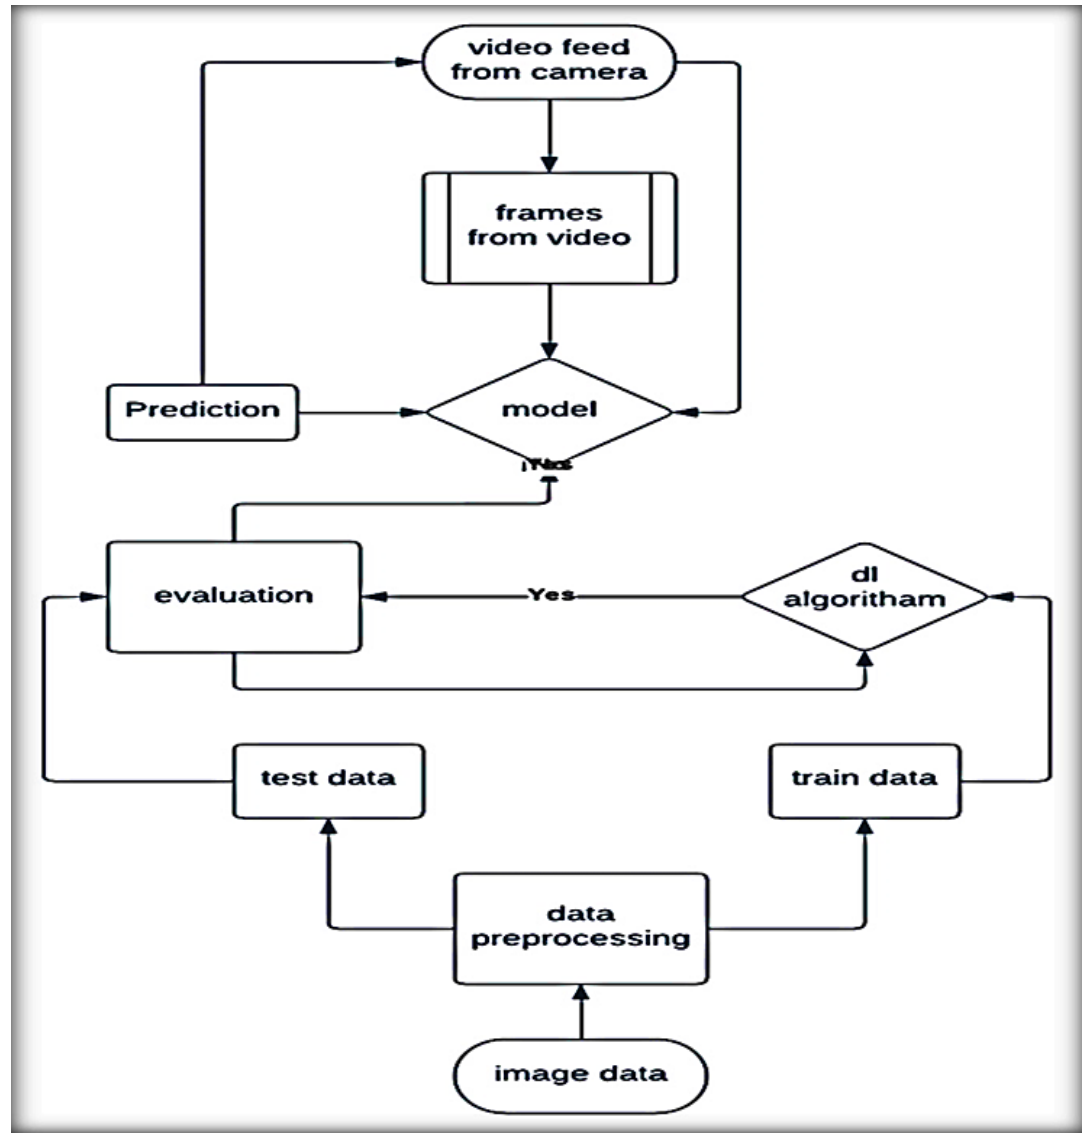 video feed
from camera
frames
from video
Prediction
model
evaluation
Yes
dl
algoritham
test data
train data
data
preprocessing
image data